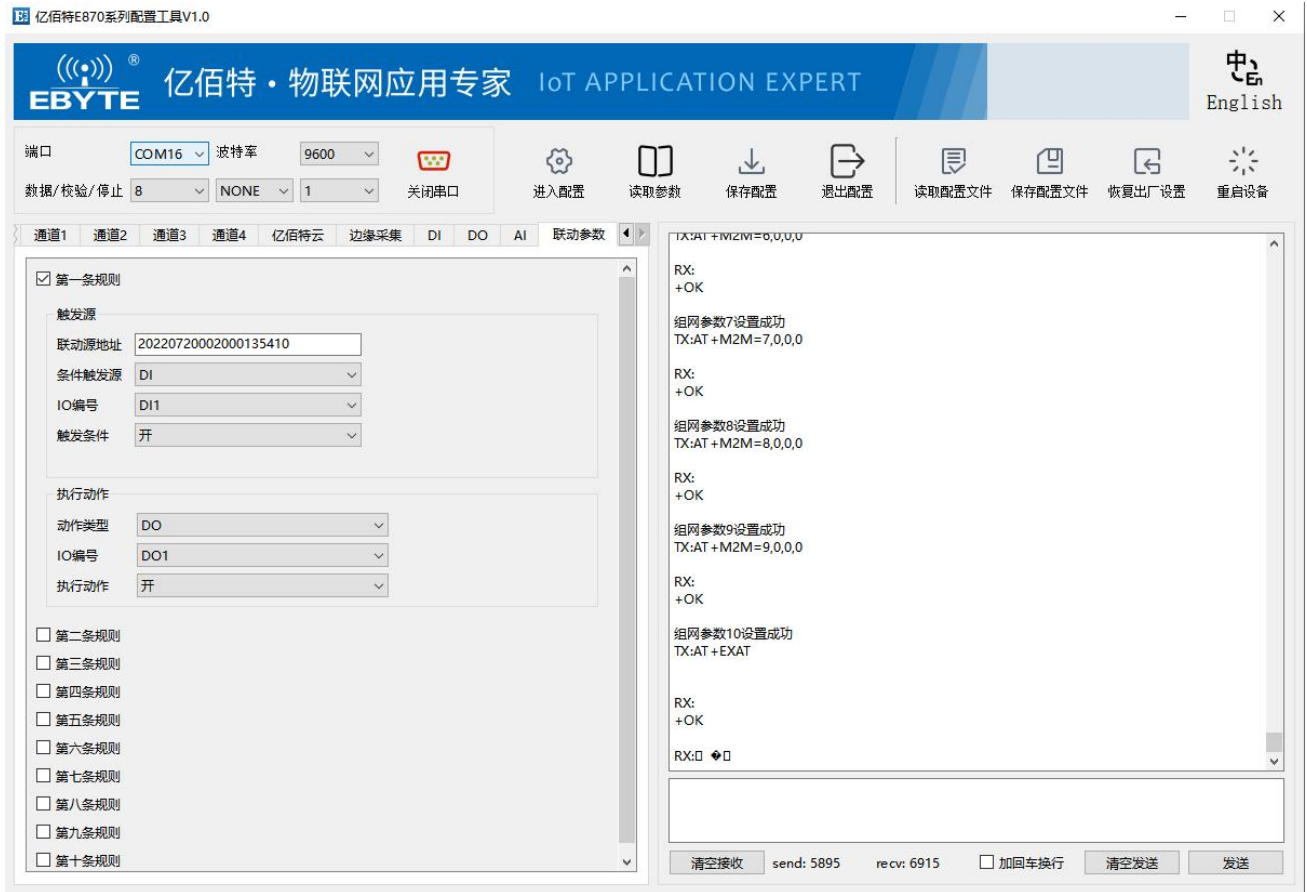 亿佰特E870系列配置工具V1.0
EBYTE ® 亿佰特·物联网应用专家 IoT APPLICATION EXPERT
中 En
English
端口 COM16 波特率 9600
数据/校验/停止 8 NONE 1 关闭串口
进入配置 读取参数 保存配置 退出配置 读取配置文件 保存配置文件 恢复出厂设置 重启设备
通道1 通道2 通道3 通道4 亿佰特云 边缘采集 DI DO AI 联动参数
第一条规则
触发源
联动源地址 20220720002000135410
条件触发源 DI
IO编号 DI1
触发条件 开
执行动作
动作类型 DO
IO编号 DO1
执行动作 开
第二条规则
第三条规则
第四条规则
第五条规则
第六条规则
第七条规则
第八条规则
第九条规则
第十条规则
TX:AT+M2M=6,0,0,0
RX:
+OK
组网参数7设置成功
TX:AT+M2M=7,0,0,0
RX:
+OK
组网参数8设置成功
TX:AT+M2M=8,0,0,0
RX:
+OK
组网参数9设置成功
TX:AT+M2M=9,0,0,0
RX:
+OK
组网参数10设置成功
TX:AT+EXAT
RX:
+OK
RX:
清空接收 send: 5895 recv: 6915 加回车换行 清空发送 发送